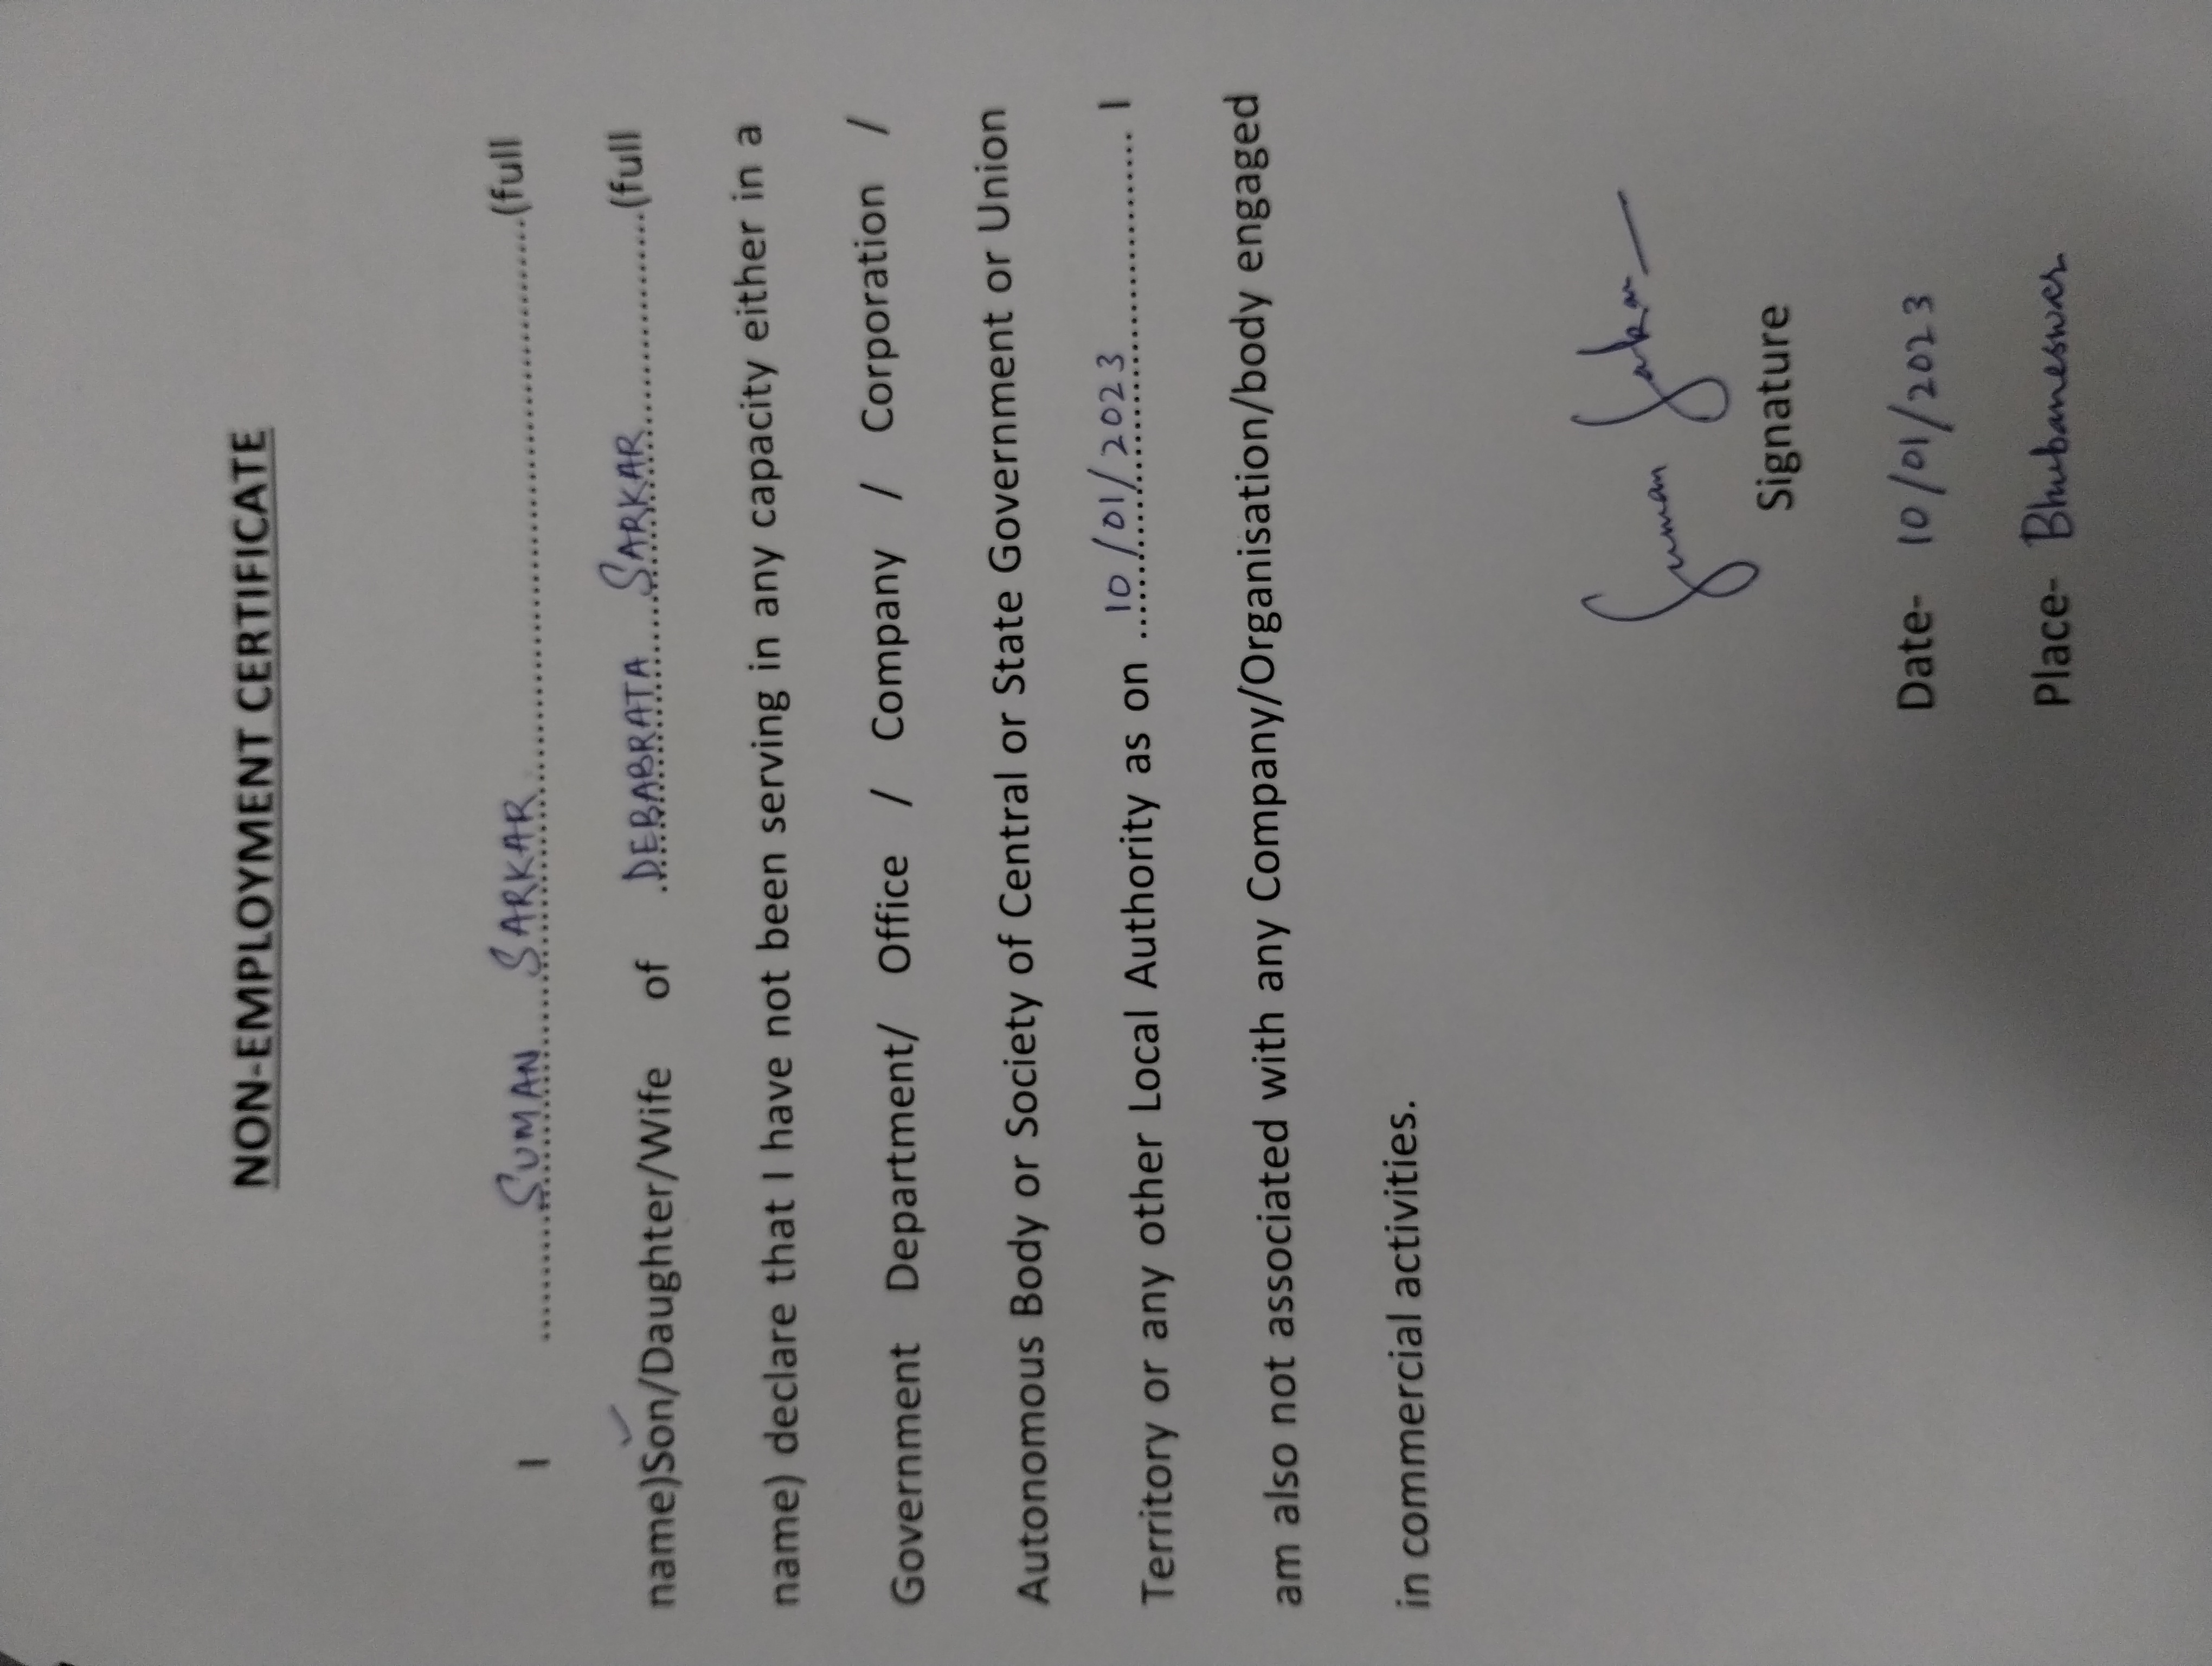 NON-EMPLOYMENT CERTIFICATE
I ..........SUMAN SARKAR..........(full
name)Son/Daughter/Wife of ..DEBABRATA SARKAR..........(full
name) declare that I have not been serving in any capacity either in a
Government Department/ Office / Company / Corporation /
Autonomous Body or Society of Central or State Government or Union
Territory or any other Local Authority as on ..10/01/2023.......... I
am also not associated with any Company/Organisation/body engaged
in commercial activities.
Suman Sarkar
Signature
Date- 10/01/2023
Place- Bhubaneswar